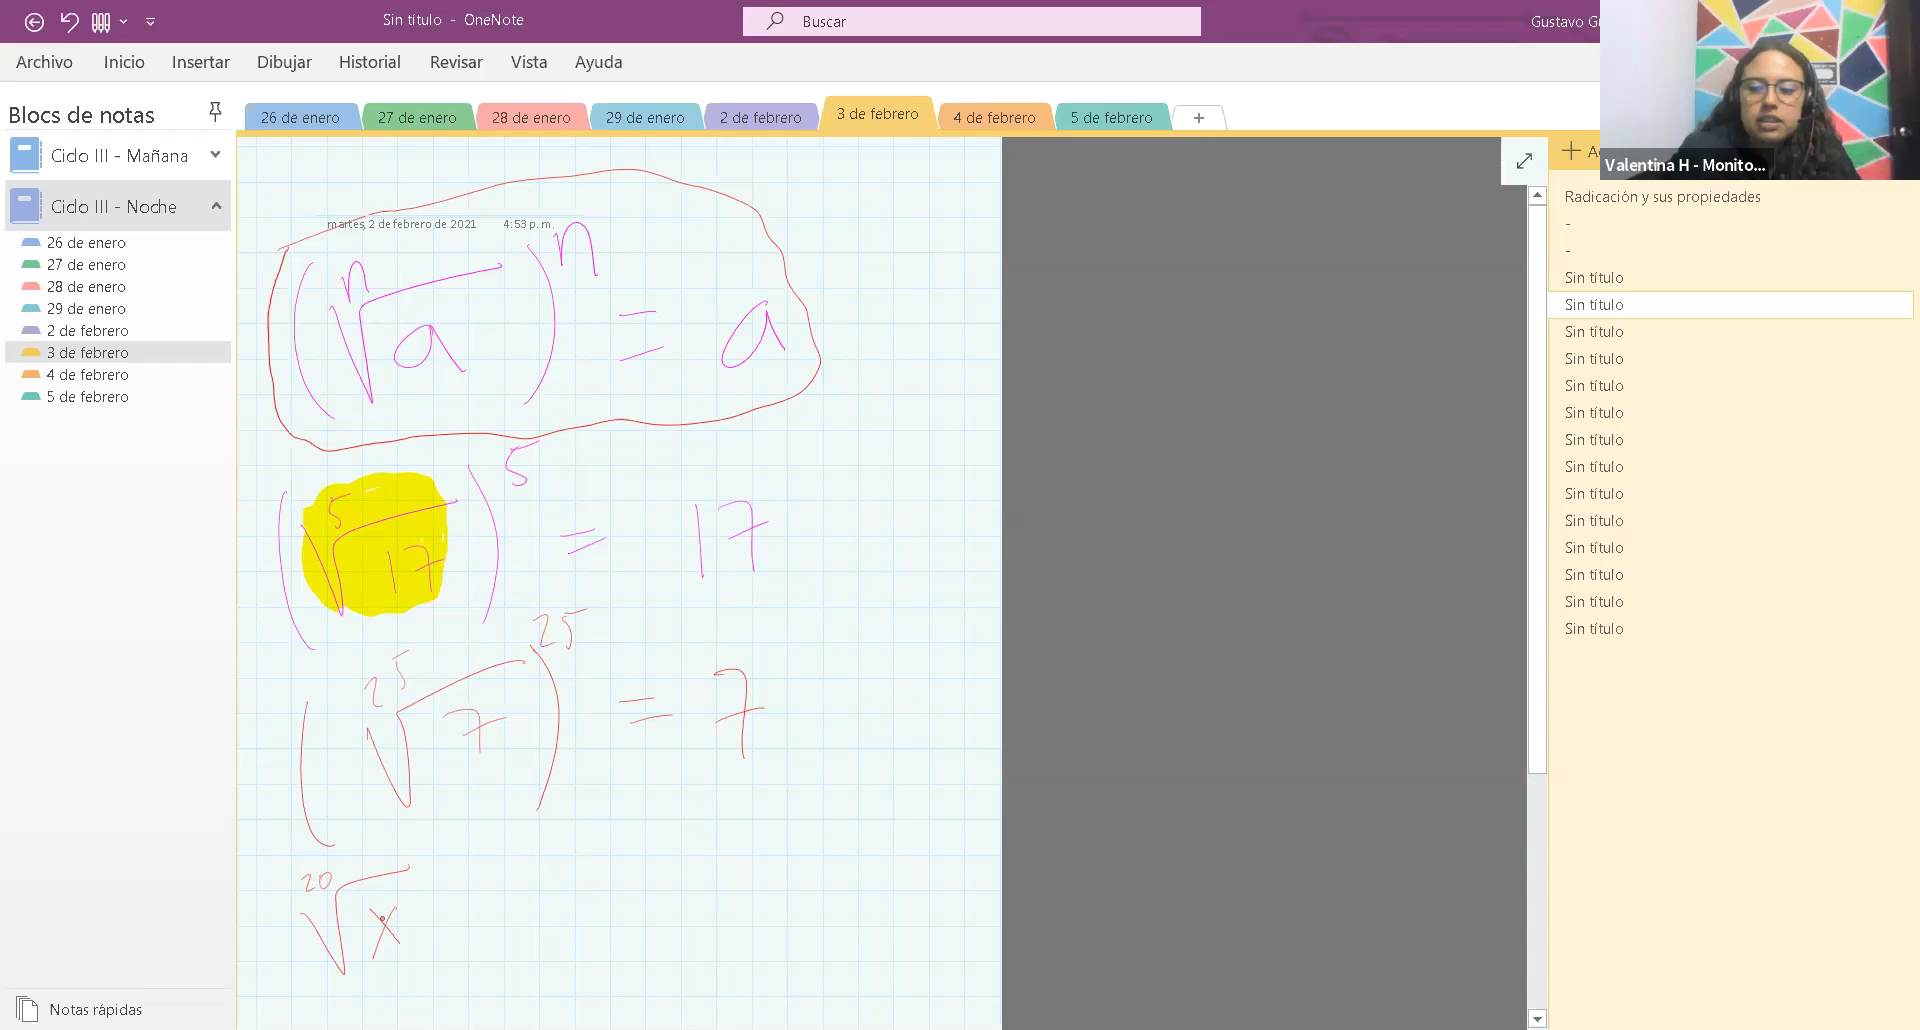 Sin título - OneNote
Buscar
Archivo Inicio Insertar Dibujar Historial Revisar Vista Ayuda
Valentina H - Monito...
Blocs de notas
Ciclo III - Mañana
Ciclo III - Noche
26 de enero
27 de enero
28 de enero
29 de enero
2 de febrero
3 de febrero
4 de febrero
5 de febrero
Notas rápidas
26 de enero 27 de enero 28 de enero 29 de enero 2 de febrero 3 de febrero 4 de febrero 5 de febrero +
martes, 2 de febrero de 2021 4:53 p. m.
(ⁿ√a)ⁿ = a
(⁵√17)⁵ = 17
(²⁵√7)²⁵ = 7
²⁰√x
Radicación y sus propiedades
-
-
Sin título
Sin título
Sin título
Sin título
Sin título
Sin título
Sin título
Sin título
Sin título
Sin título
Sin título
Sin título
Sin título
Sin título